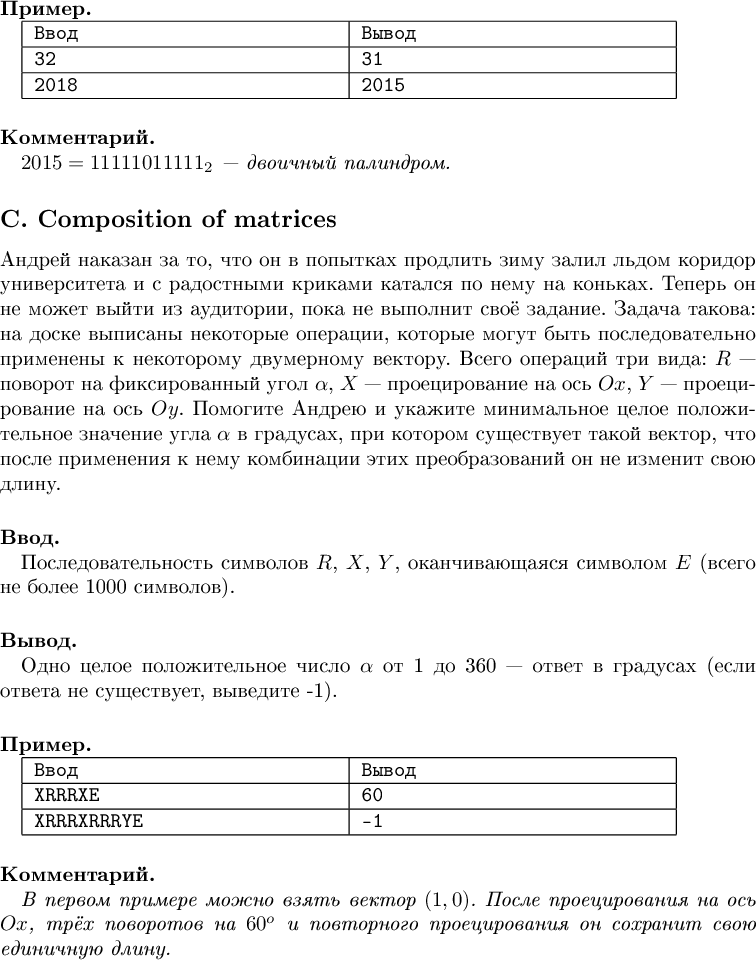 Пример.
Ввод Вывод
32 31
2018 2015
Комментарий.
2015 = 11111011111₂ — двоичный палиндром.
C. Composition of matrices
Андрей наказан за то, что он в попытках продлить зиму залил льдом коридор
университета и с радостными криками катался по нему на коньках. Теперь он
не может выйти из аудитории, пока не выполнит своё задание. Задача такова:
на доске выписаны некоторые операции, которые могут быть последовательно
применены к некоторому двумерному вектору. Всего операций три вида: R —
поворот на фиксированный угол α, X — проецирование на ось Ox, Y — проеци-
рование на ось Oy. Помогите Андрею и укажите минимальное целое положи-
тельное значение угла α в градусах, при котором существует такой вектор, что
после применения к нему комбинации этих преобразований он не изменит свою
длину.
Ввод.
Последовательность символов R, X, Y, оканчивающаяся символом E (всего
не более 1000 символов).
Вывод.
Одно целое положительное число α от 1 до 360 — ответ в градусах (если
ответа не существует, выведите -1).
Пример.
Ввод Вывод
XRRRXE 60
XRRRXRRRYE -1
Комментарий.
В первом примере можно взять вектор (1, 0). После проецирования на ось
Ox, трёх поворотов на 60ᵒ и повторного проецирования он сохранит свою
единичную длину.